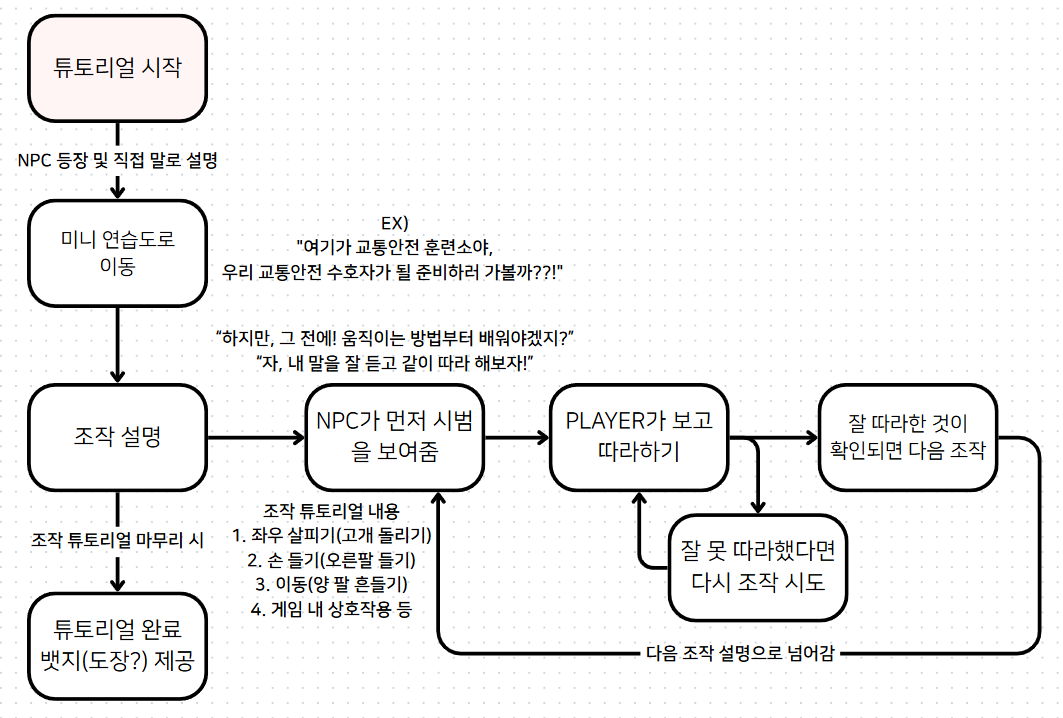 튜토리얼 시작
NPC 등장 및 직접 말로 설명
미니 연습도로
이동
EX)
"여기가 교통안전 훈련소야,
우리 교통안전 수호자가 될 준비하러 가볼까??!"
“하지만, 그 전에! 움직이는 방법부터 배워야겠지?”
“자, 내 말을 잘 듣고 같이 따라 해보자!”
조작 설명
NPC가 먼저 시범
을 보여줌
PLAYER가 보고
따라하기
잘 따라한 것이
확인되면 다음 조작
조작 튜토리얼 내용
1. 좌우 살피기(고개 돌리기)
2. 손 들기(오른팔 들기)
3. 이동(양 팔 흔들기)
4. 게임 내 상호작용 등
잘 못 따라했다면
다시 조작 시도
조작 튜토리얼 마무리 시
튜토리얼 완료
뱃지(도장?) 제공
다음 조작 설명으로 넘어감